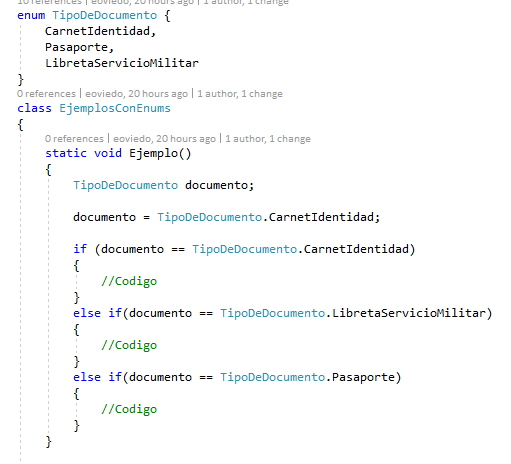 10 references | eoviedo, 20 hours ago | 1 author, 1 change
enum TipoDeDocumento {
CarnetIdentidad,
Pasaporte,
LibretaServicioMilitar
}
0 references | eoviedo, 20 hours ago | 1 author, 1 change
class EjemplosConEnums
{
0 references | eoviedo, 20 hours ago | 1 author, 1 change
static void Ejemplo()
{
TipoDeDocumento documento;
documento = TipoDeDocumento.CarnetIdentidad;
if (documento == TipoDeDocumento.CarnetIdentidad)
{
//Codigo
}
else if(documento == TipoDeDocumento.LibretaServicioMilitar)
{
//Codigo
}
else if(documento == TipoDeDocumento.Pasaporte)
{
//Codigo
}
}